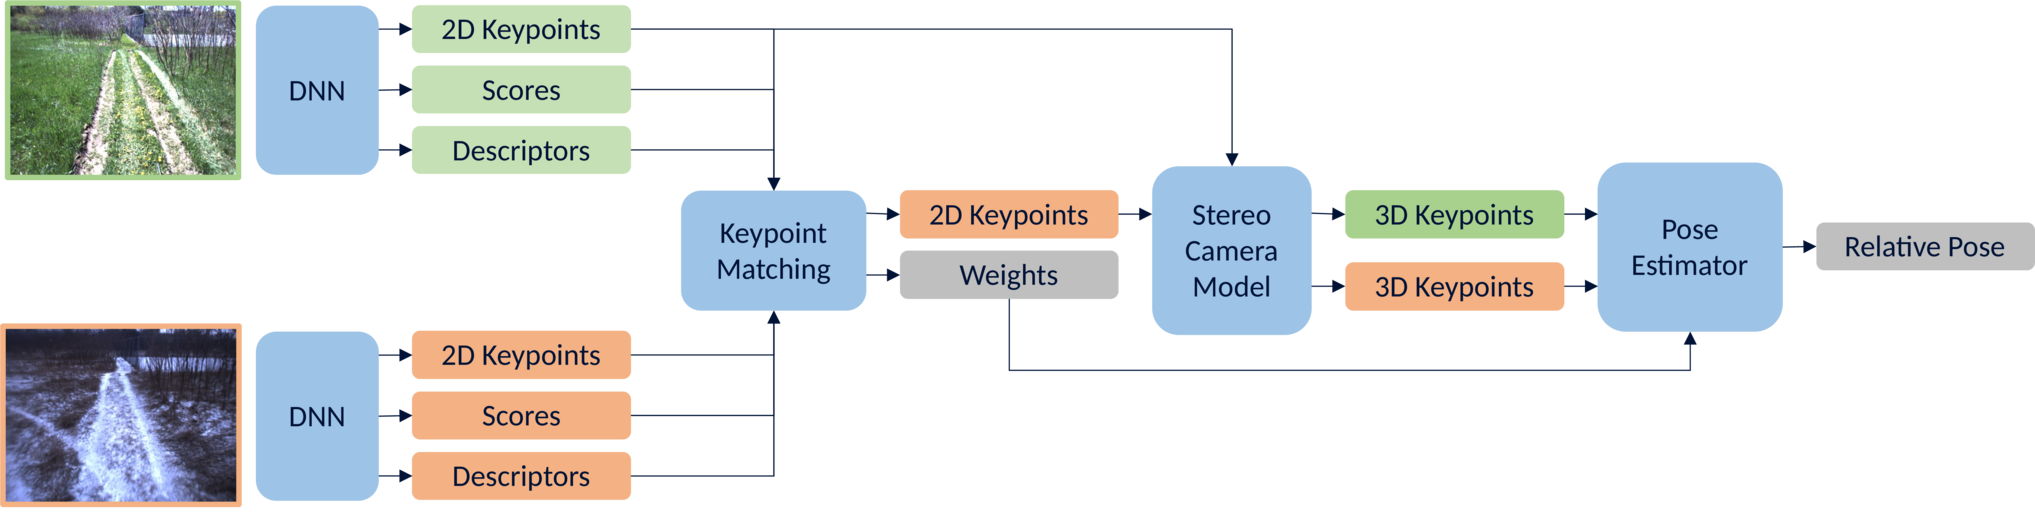 DNN
2D Keypoints
Scores
Descriptors
Keypoint
Matching
2D Keypoints
Weights
Stereo
Camera
Model
3D Keypoints
3D Keypoints
Pose
Estimator
Relative Pose
DNN
2D Keypoints
Scores
Descriptors